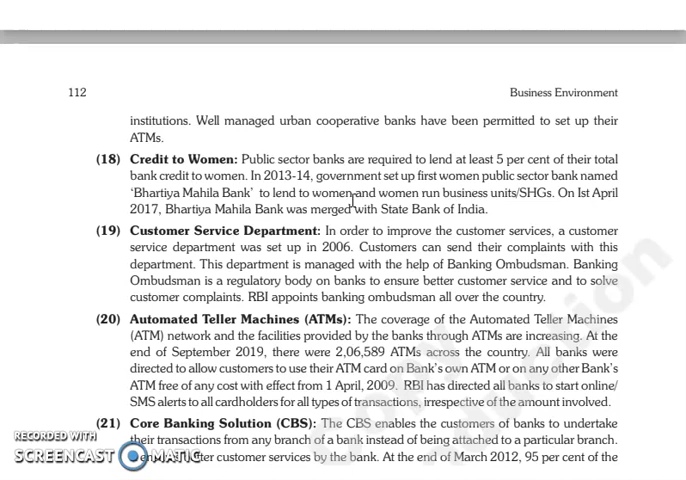 112 Business Environment
institutions. Well managed urban cooperative banks have been permitted to set up their
ATMs.
(18) Credit to Women: Public sector banks are required to lend at least 5 per cent of their total
bank credit to women. In 2013-14, government set up first women public sector bank named
‘Bhartiya Mahila Bank’ to lend to women and women run business units/SHGs. On Ist April
2017, Bhartiya Mahila Bank was merged with State Bank of India.
(19) Customer Service Department: In order to improve the customer services, a customer
service department was set up in 2006. Customers can send their complaints with this
department. This department is managed with the help of Banking Ombudsman. Banking
Ombudsman is a regulatory body on banks to ensure better customer service and to solve
customer complaints. RBI appoints banking ombudsman all over the country.
(20) Automated Teller Machines (ATMs): The coverage of the Automated Teller Machines
(ATM) network and the facilities provided by the banks through ATMs are increasing. At the
end of September 2019, there were 2,06,589 ATMs across the country. All banks were
directed to allow customers to use their ATM card on Bank's own ATM or on any other Bank's
ATM free of any cost with effect from 1 April, 2009. RBI has directed all banks to start online/
SMS alerts to all cardholders for all types of transactions, irrespective of the amount involved.
(21) Core Banking Solution (CBS): The CBS enables the customers of banks to undertake
their transactions from any branch of a bank instead of being attached to a particular branch.
customer services by the bank. At the end of March 2012, 95 per cent of the
RECORDED WITH
SCREENCAST MATIC